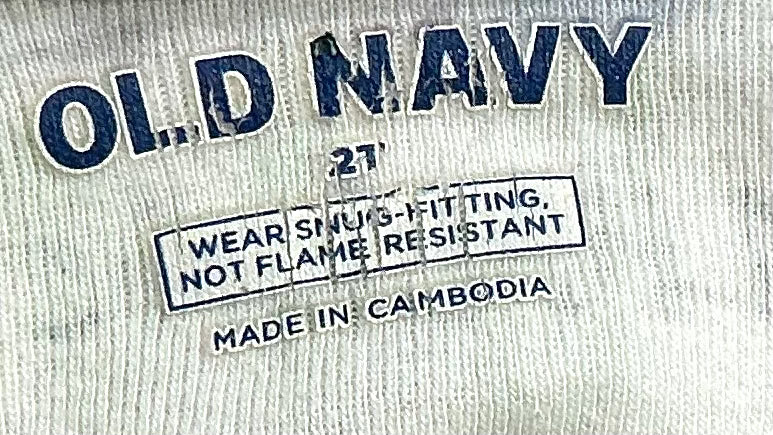 OLD NAVY
2T
WEAR SNUG-FITTING,
NOT FLAME RESISTANT
MADE IN CAMBODIA